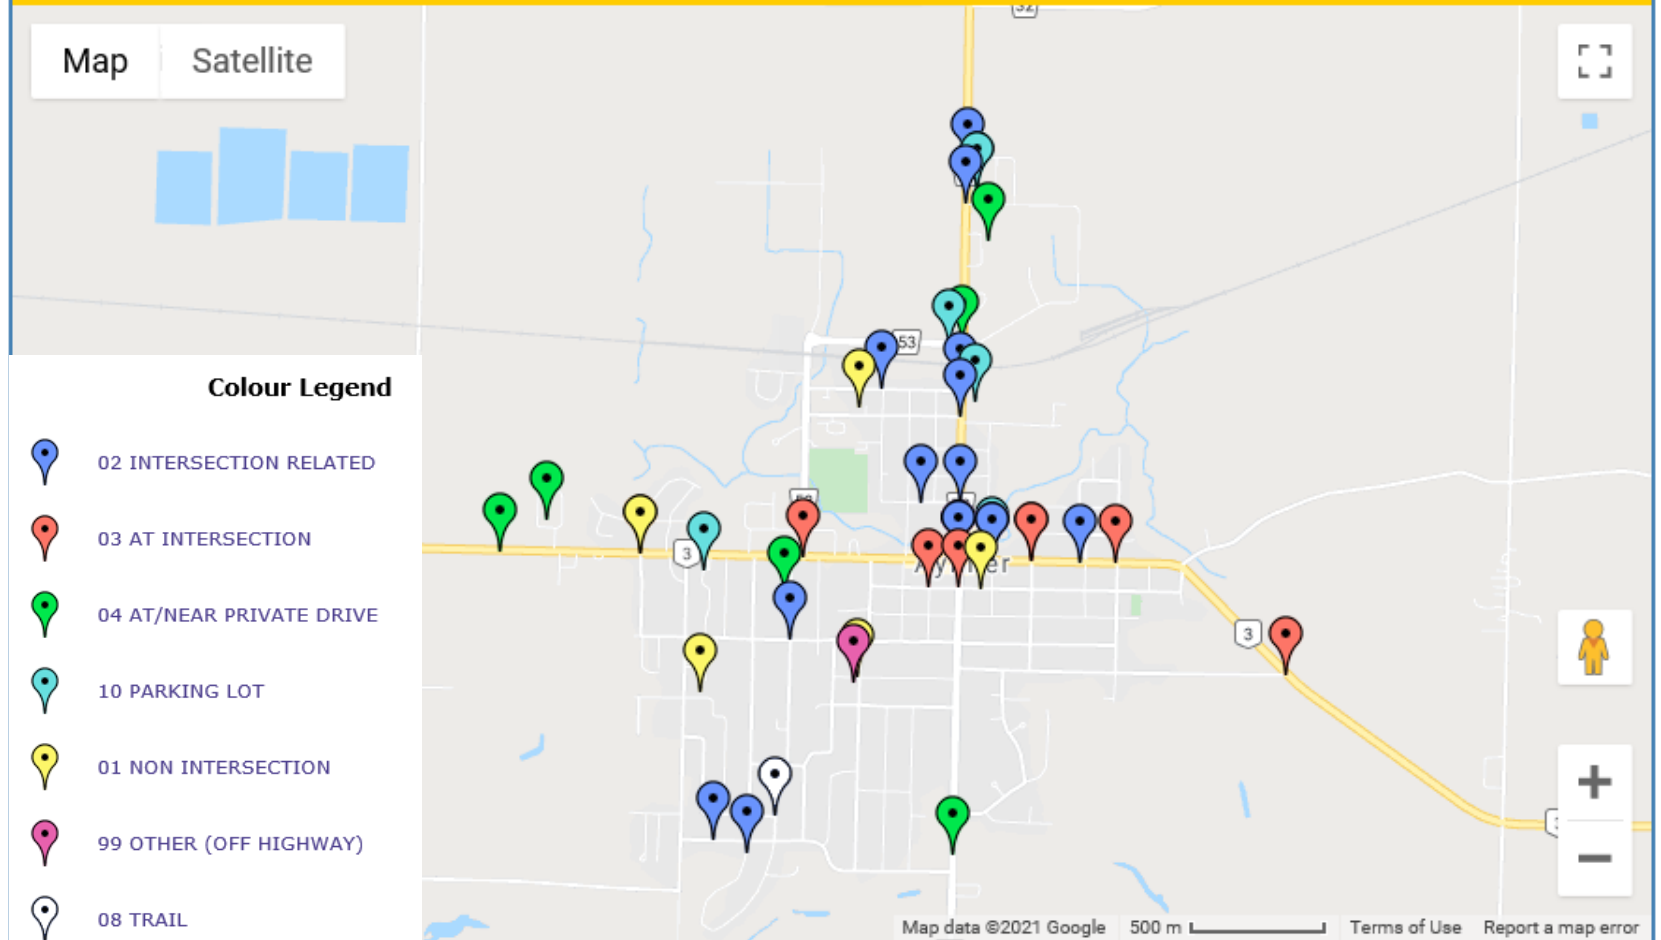 32
Map
Satellite
53
Colour Legend
02 INTERSECTION RELATED
03 AT INTERSECTION
04 AT/NEAR PRIVATE DRIVE
10 PARKING LOT
01 NON INTERSECTION
99 OTHER (OFF HIGHWAY)
08 TRAIL
3
3
Map data ©2021 Google
500 m
Terms of Use
Report a map error